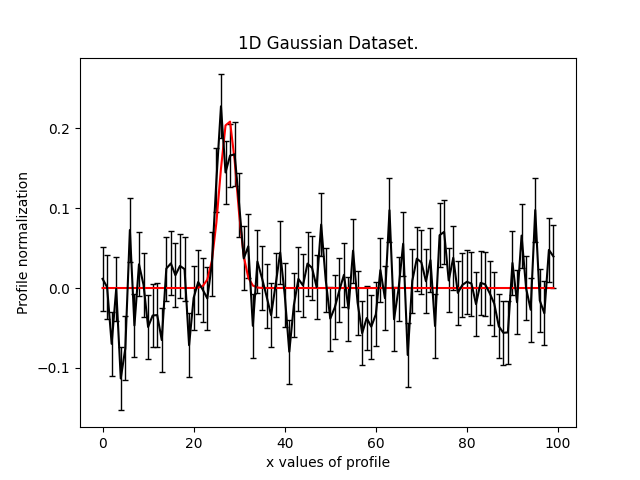 1D Gaussian Dataset.
Profile normalization
0.2
0.1
0.0
−0.1
0 20 40 60 80 100
x values of profile